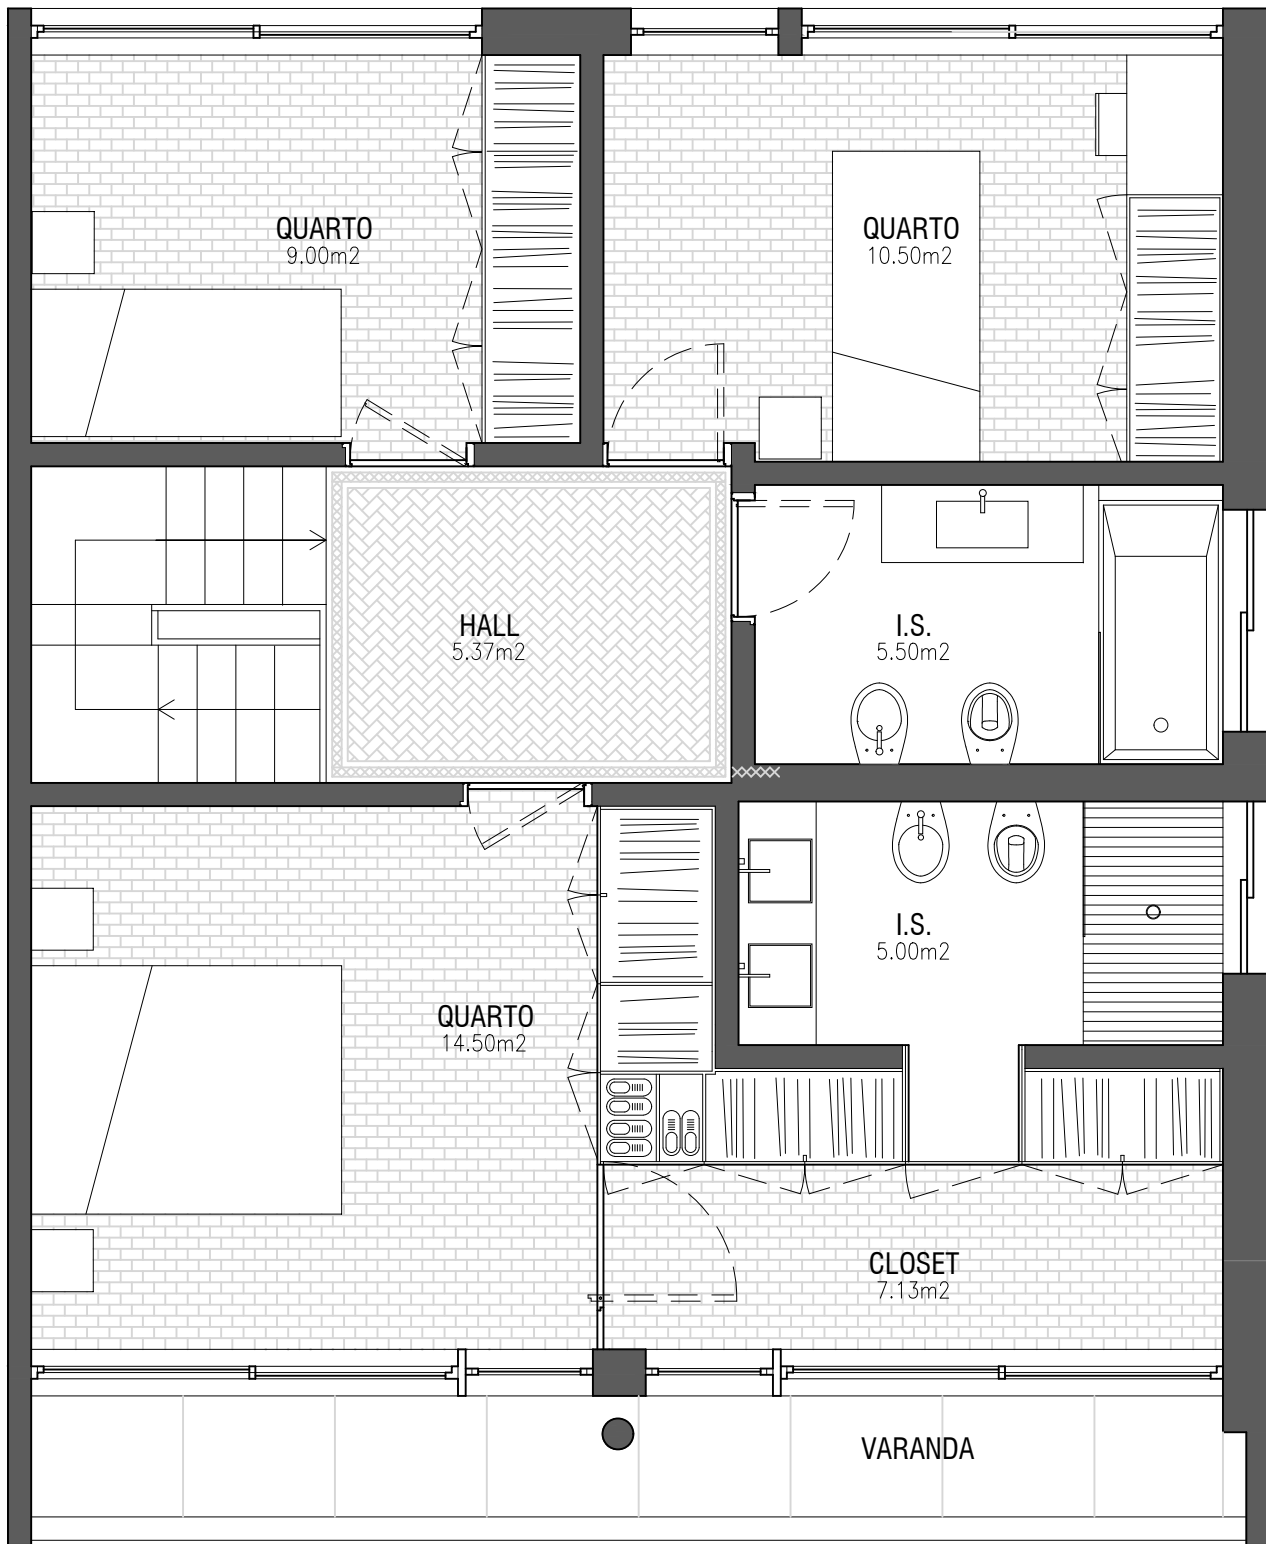 QUARTO
9.00m2
QUARTO
10.50m2
HALL
5.37m2
I.S.
5.50m2
I.S.
5.00m2
QUARTO
14.50m2
CLOSET
7.13m2
VARANDA